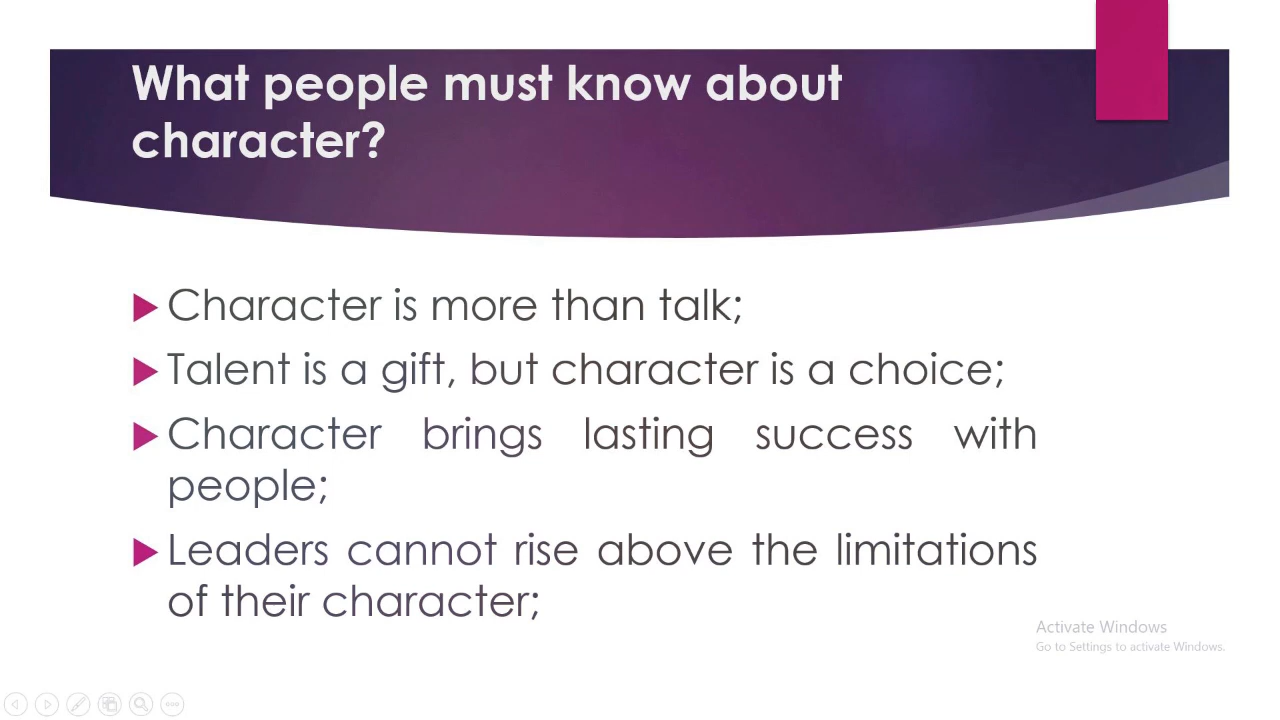 What people must know about
character?
Character is more than talk;
Talent is a gift, but character is a choice;
Character brings lasting success with
people;
Leaders cannot rise above the limitations
of their character;
Activate Windows
Go to Settings to activate Windows.